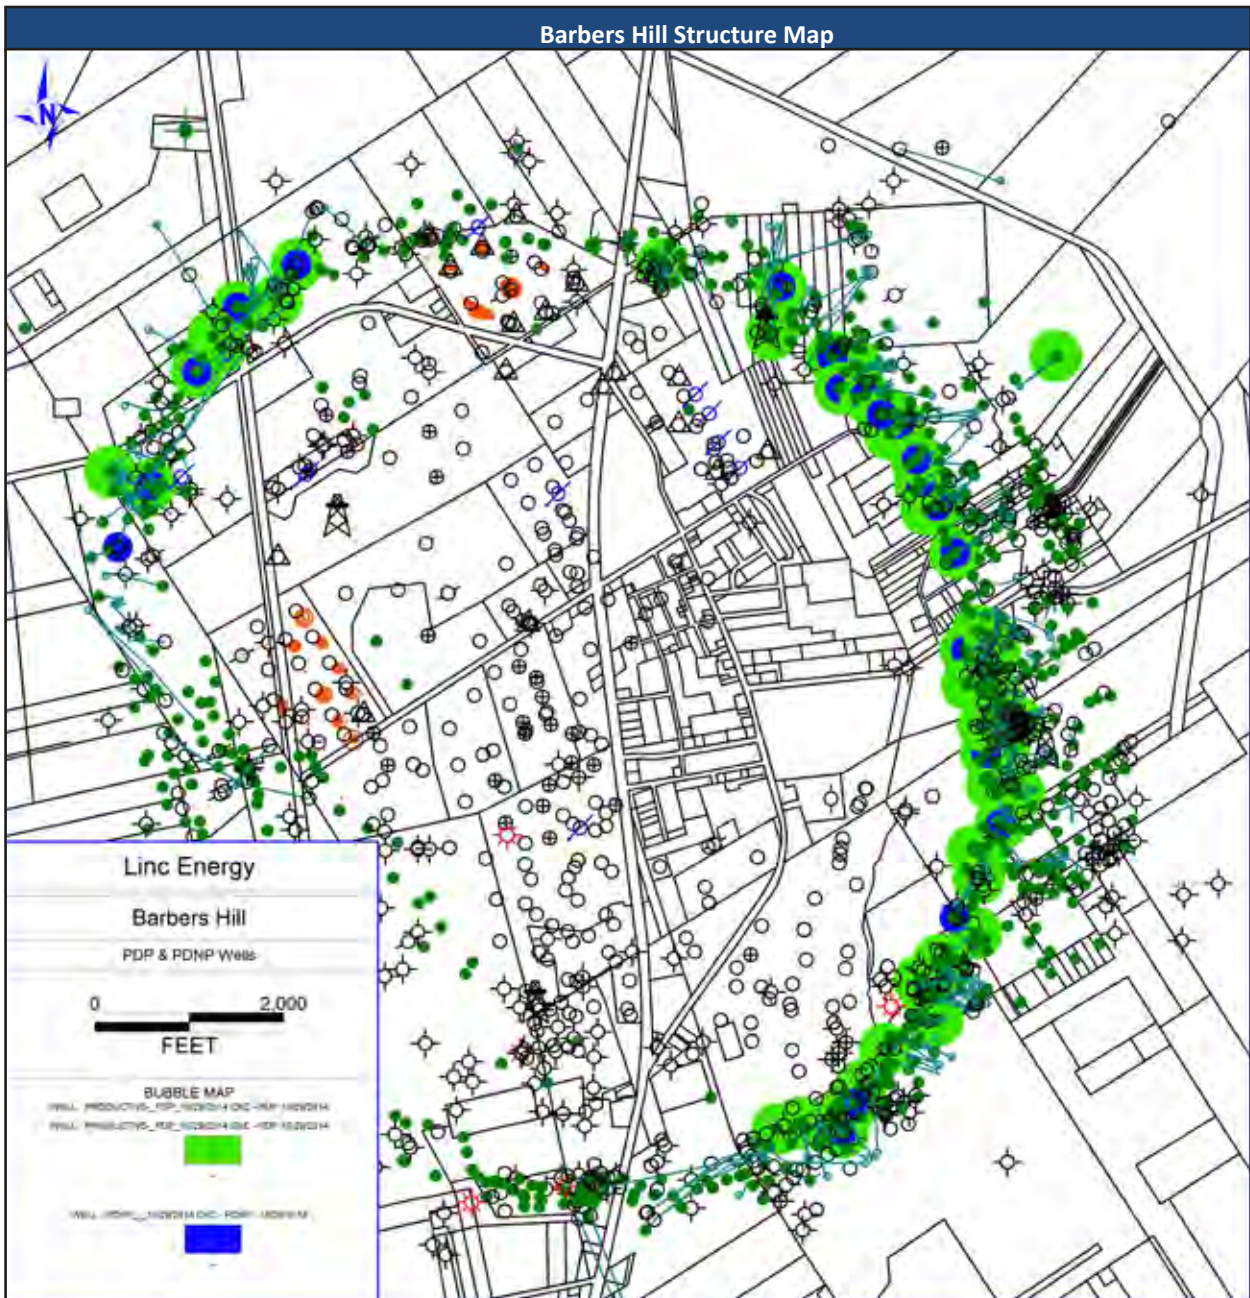 Barbers Hill Structure Map
N
Linc Energy
Barbers Hill
PDP & PDNP Wells
0 2,000
FEET
BUBBLE MAP